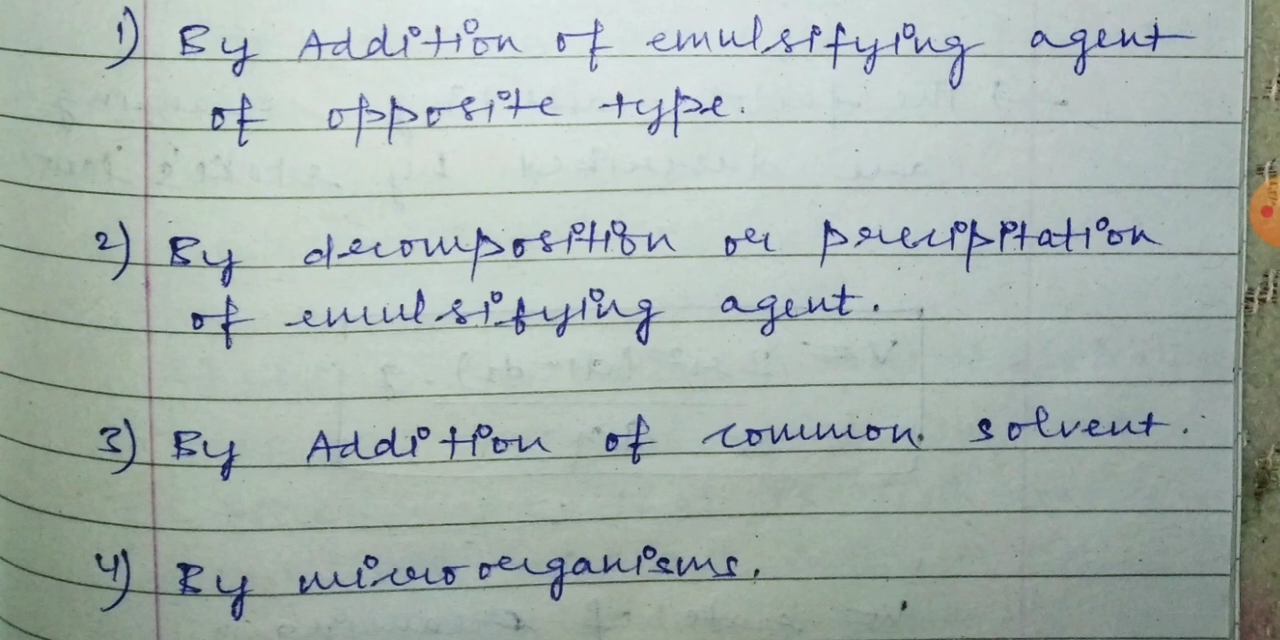 1) By Addition of emulsifying agent
of opposite type.
2) By decomposition or precipitation
of emulsifying agent.
3) By Addition of common solvent.
4) By microorganisms.